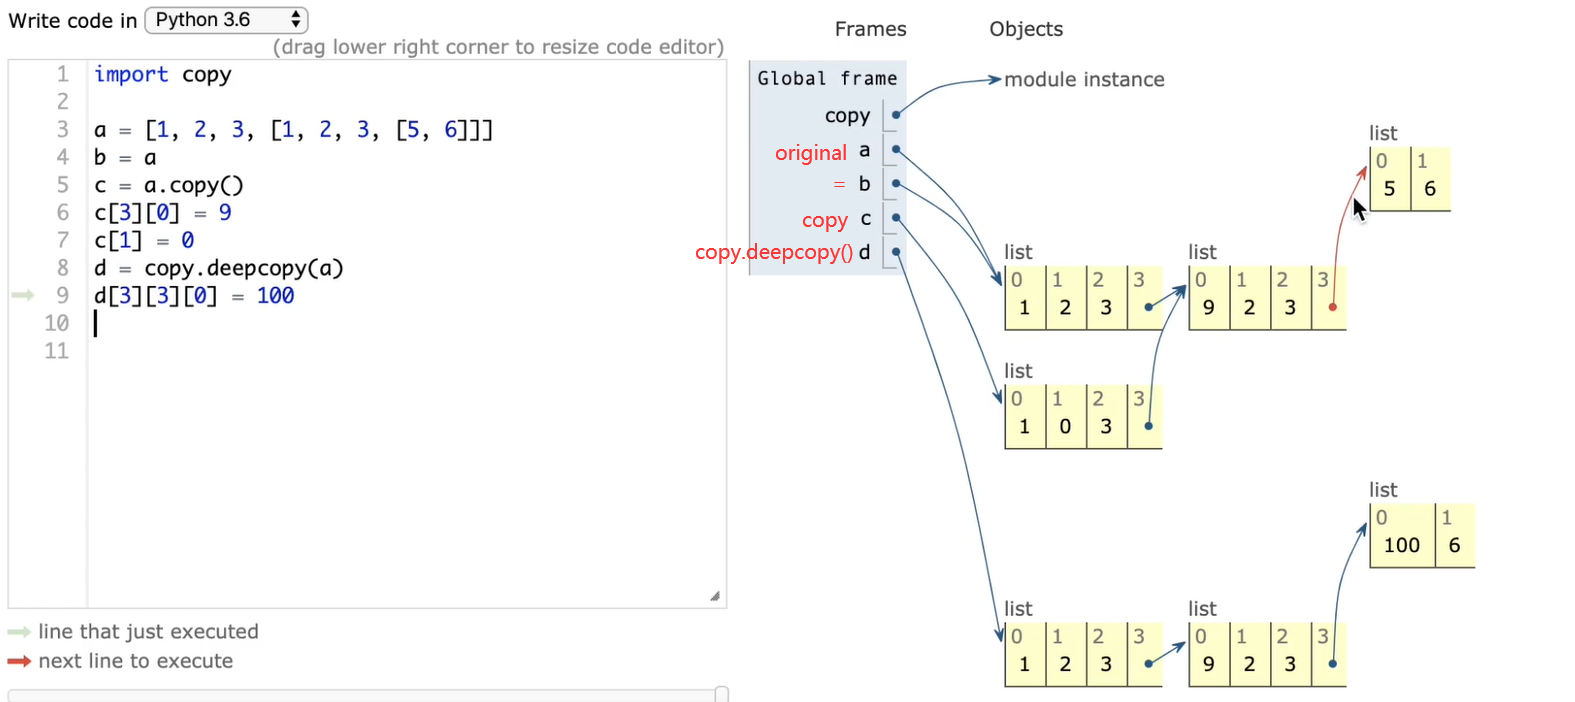 Write code in Python 3.6
(drag lower right corner to resize code editor)
1 import copy
2
3 a = [1, 2, 3, [1, 2, 3, [5, 6]]]
4 b = a
5 c = a.copy()
6 c[3][0] = 9
7 c[1] = 0
8 d = copy.deepcopy(a)
9 d[3][3][0] = 100
10
11
line that just executed
next line to execute
Frames Objects
Global frame
copy module instance
original a
= b
copy c
copy.deepcopy() d
list
0 1
5 6
list list
0 1 2 3 0 1 2 3
1 2 3 9 2 3
list
0 1 2 3
1 0 3
list
0 1
100 6
list list
0 1 2 3 0 1 2 3
1 2 3 9 2 3